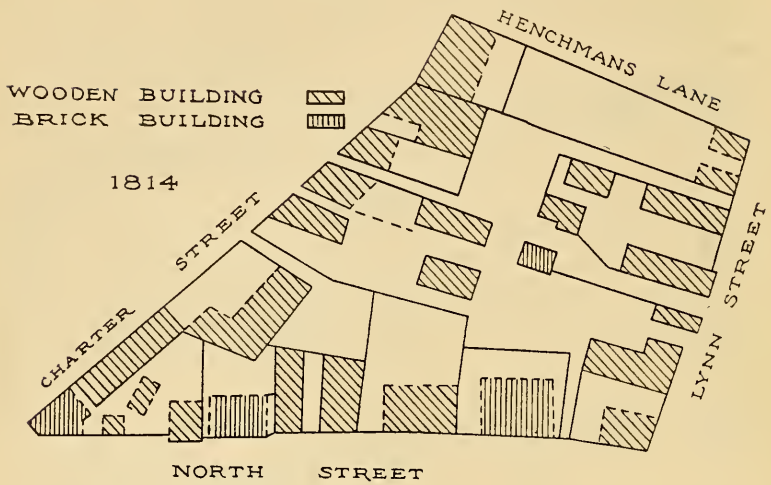 HENCHMANS LANE
WOODEN BUILDING
BRICK BUILDING
1814
CHARTER STREET
LYNN STREET
NORTH STREET